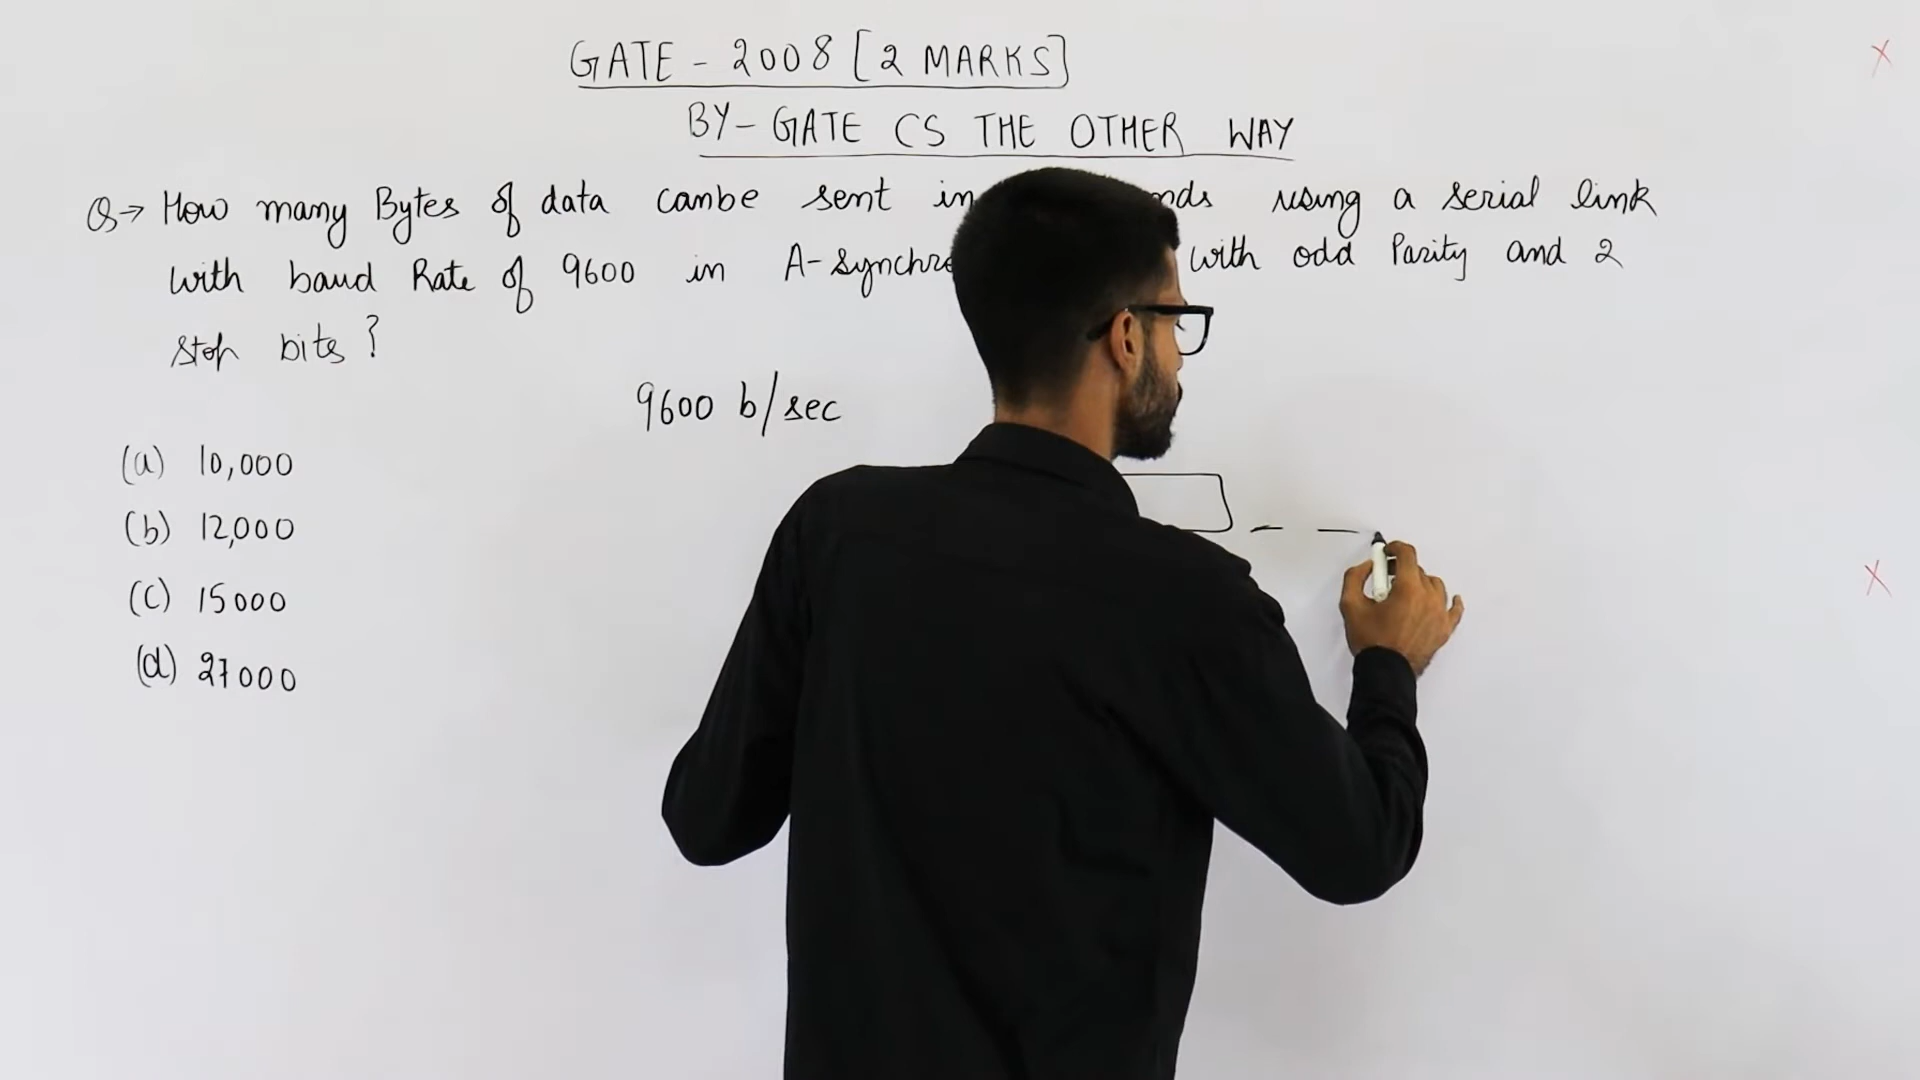 GATE - 2008 [2 MARKS]
BY- GATE CS THE OTHER WAY
Q→ How many Bytes of data canbe sent in using a serial link
with baud Rate of 9600 in with odd Parity and 2
stop bits?
9600 b/sec
(a) 10,000
(b) 12,000
(c) 15000
(d) 27000